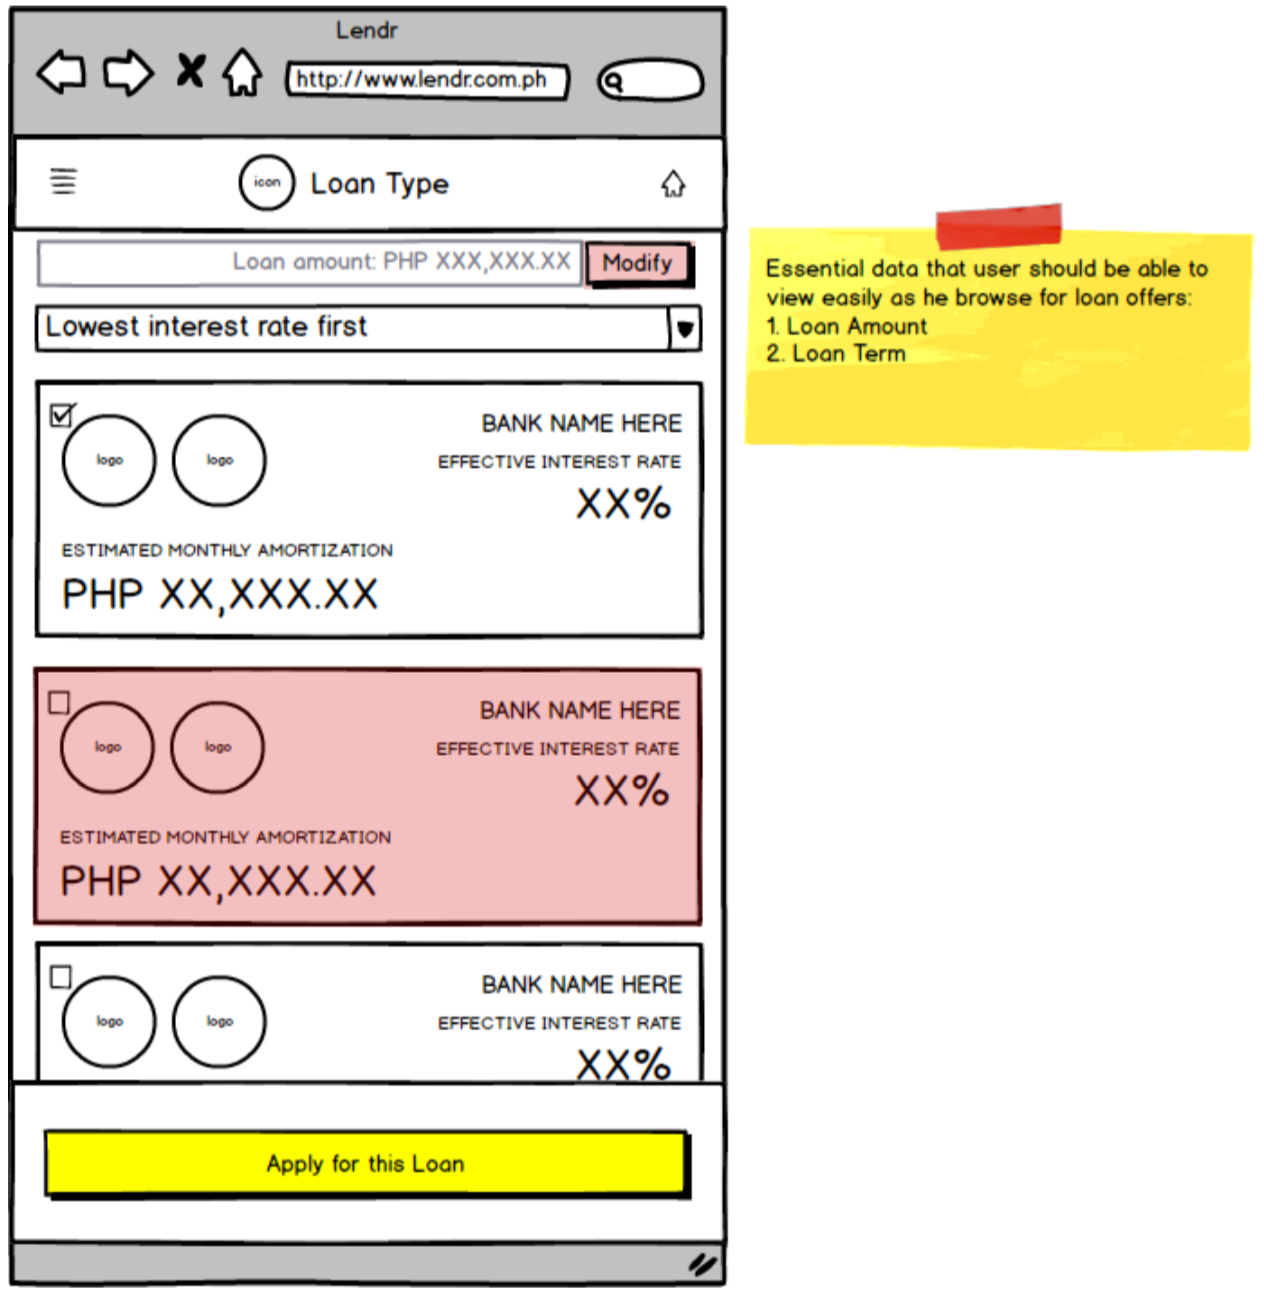 Lendr
http://www.lendr.com.ph
icon
Loan Type
Loan amount: PHP XXX,XXX.XX
Modify
Lowest interest rate first
logo
logo
BANK NAME HERE
EFFECTIVE INTEREST RATE
XX%
ESTIMATED MONTHLY AMORTIZATION
PHP XX,XXX.XX
logo
logo
BANK NAME HERE
EFFECTIVE INTEREST RATE
XX%
ESTIMATED MONTHLY AMORTIZATION
PHP XX,XXX.XX
logo
logo
BANK NAME HERE
EFFECTIVE INTEREST RATE
XX%
Apply for this Loan
Essential data that user should be able to
view easily as he browse for loan offers:
1. Loan Amount
2. Loan Term